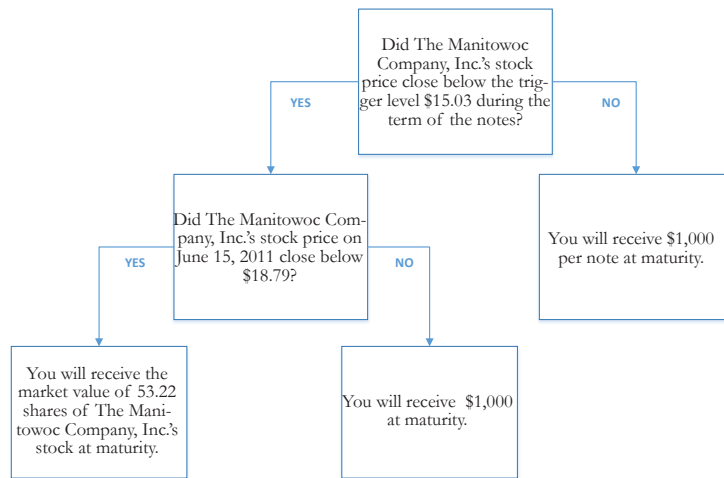 Did The Manitowoc
Company, Inc.'s stock
price close below the trig-
ger level $15.03 during the
term of the notes?
YES
NO
Did The Manitowoc Com-
pany, Inc.'s stock price on
June 15, 2011 close below
$18.79?
You will receive $1,000
per note at maturity.
YES
NO
You will receive the
market value of 53.22
shares of The Mani-
towoc Company, Inc.'s
stock at maturity.
You will receive $1,000
at maturity.